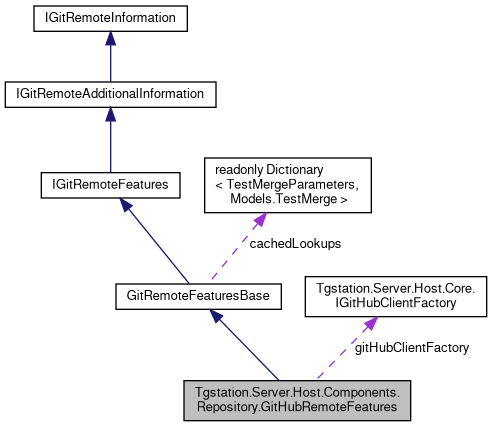 IGitRemoteInformation
IGitRemoteAdditionalInformation
IGitRemoteFeatures
readonly Dictionary
< TestMergeParameters,
Models.TestMerge >
cachedLookups
GitRemoteFeaturesBase
Tgstation.Server.Host.Core.
IGitHubClientFactory
gitHubClientFactory
Tgstation.Server.Host.Components.
Repository.GitHubRemoteFeatures